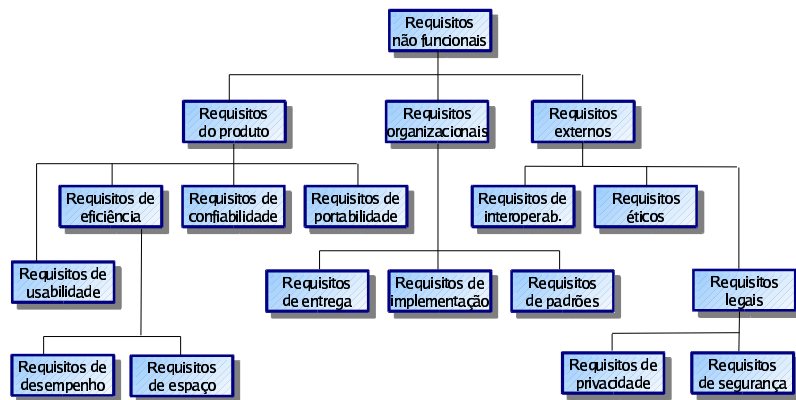 Requisitos
não funcionais
Requisitos
do produto
Requisitos
organizacionais
Requisitos
externos
Requisitos de
eficiência
Requisitos de
confiabilidade
Requisitos de
portabilidade
Requisitos de
interoperab.
Requisitos
éticos
Requisitos de
usabilidade
Requisitos
de entrega
Requisitos de
implementação
Requisitos
de padrões
Requisitos
legais
Requisitos de
desempenho
Requisitos de
de espaço
Requisitos de
privacidade
Requisitos
de segurança